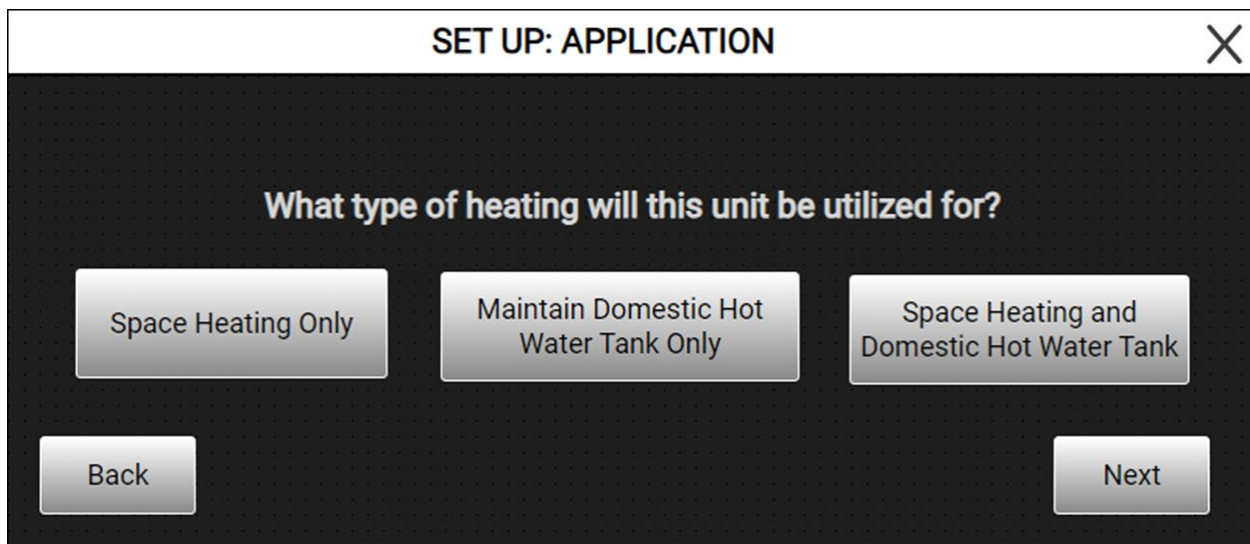 SET UP: APPLICATION
What type of heating will this unit be utilized for?
Space Heating Only
Maintain Domestic Hot
Water Tank Only
Space Heating and
Domestic Hot Water Tank
Back
Next